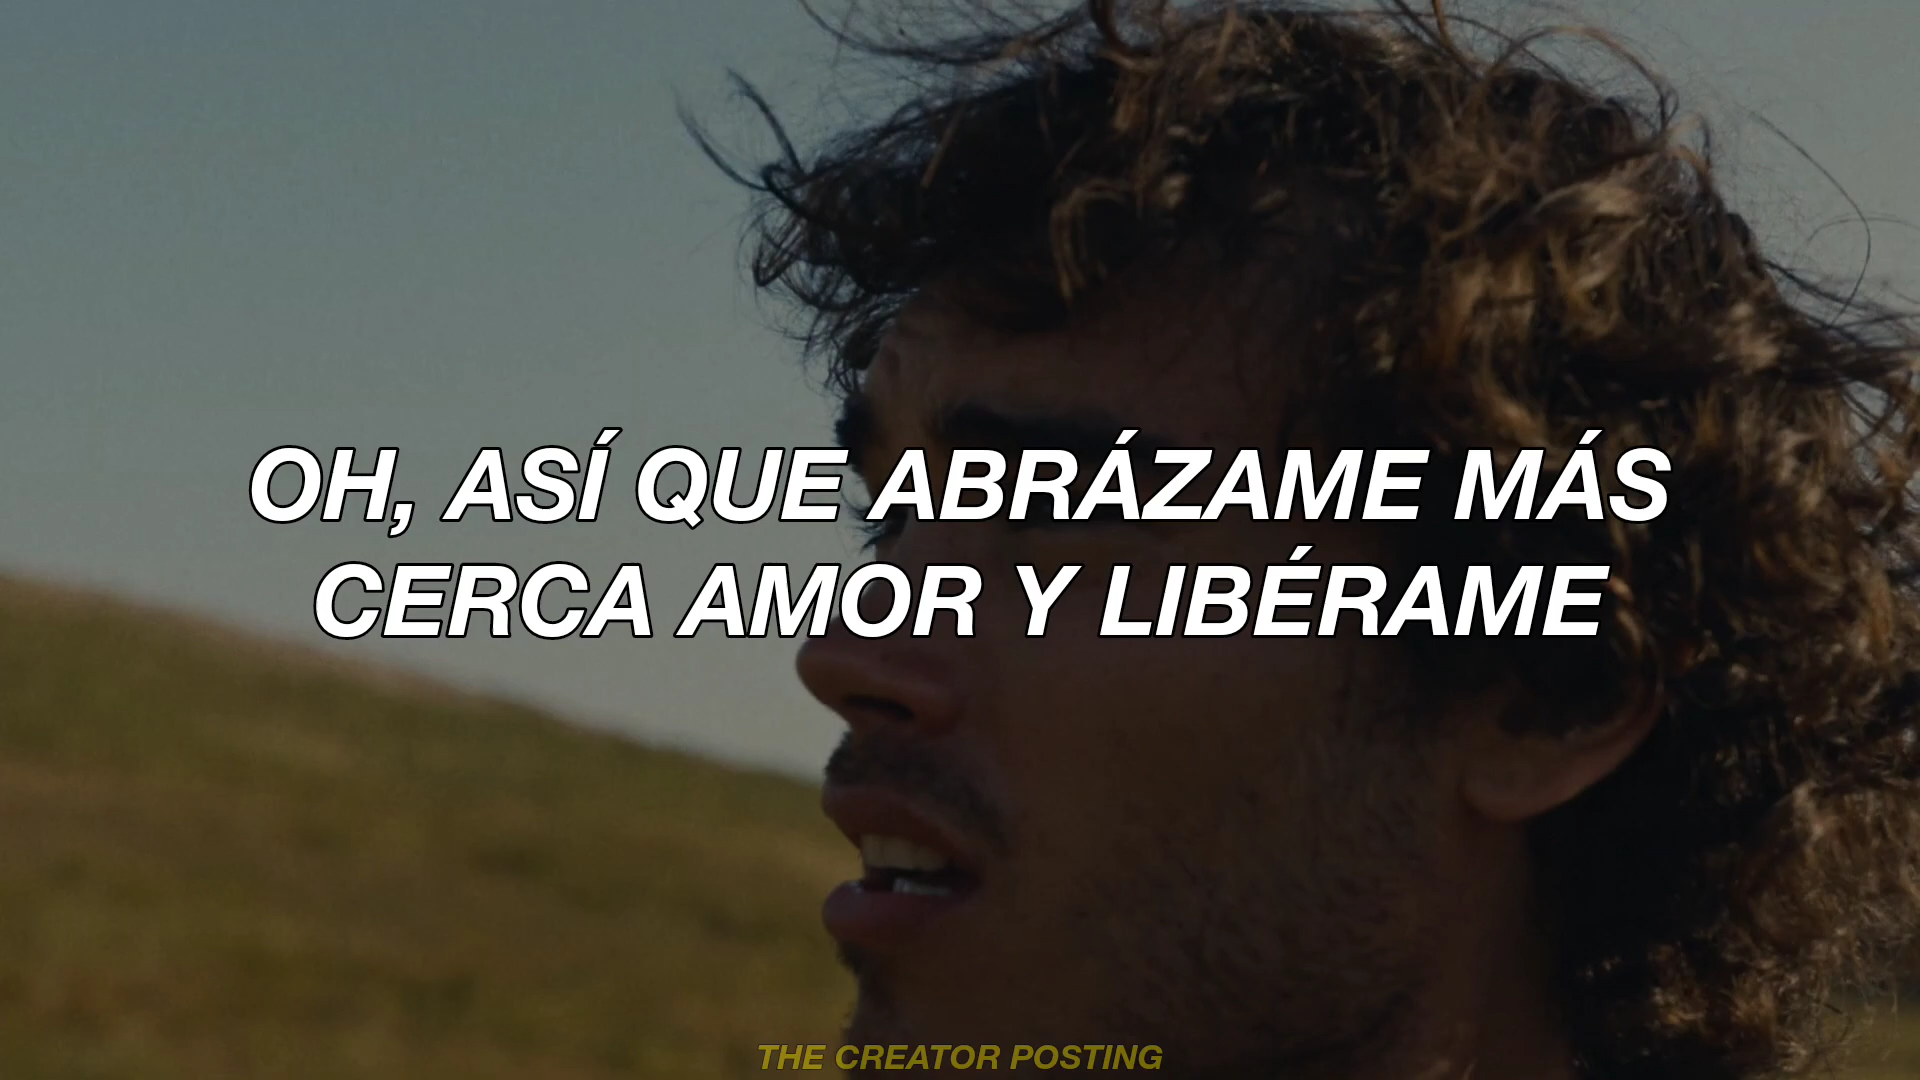 OH, ASÍ QUE ABRÁZAME MÁS
CERCA AMOR Y LIBÉRAME
THE CREATOR POSTING